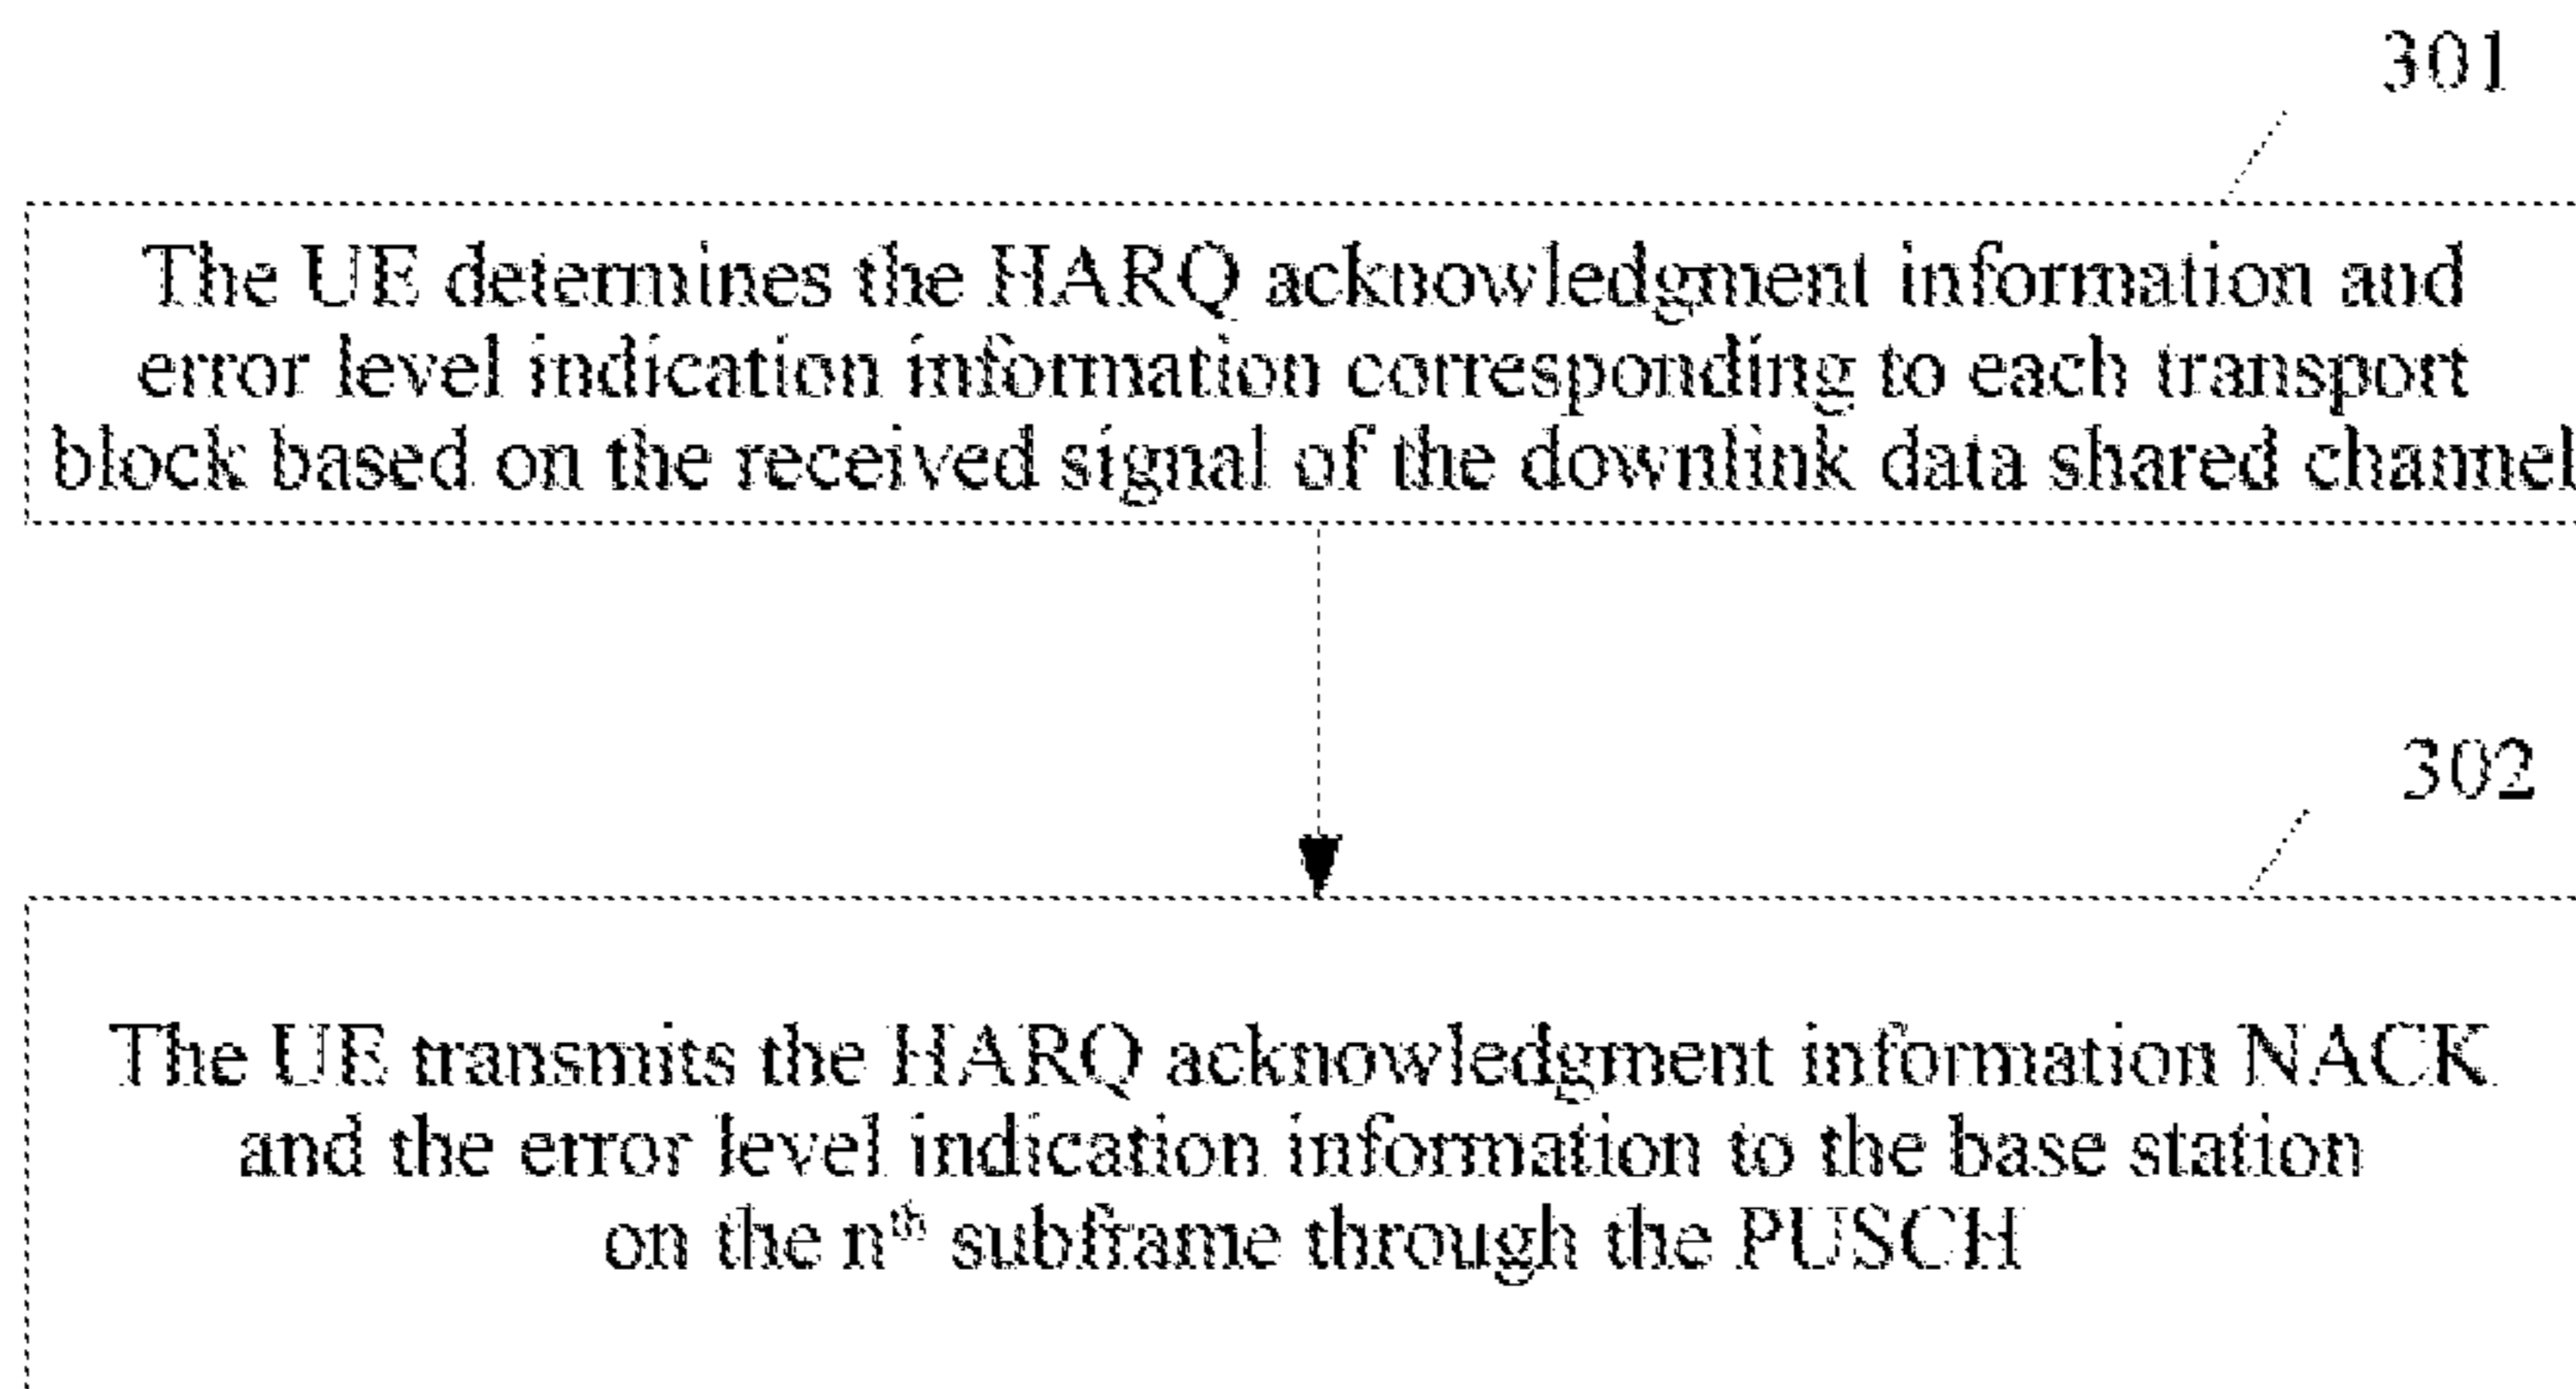 301
The UE determines the HARQ acknowledgment information and
error level indication information corresponding to each transport
block based on the received signal of the downlink data shared channel
302
The UE transmits the HARQ acknowledgment information NACK
and the error level indication information to the base station
on the nth subframe through the PUSCH